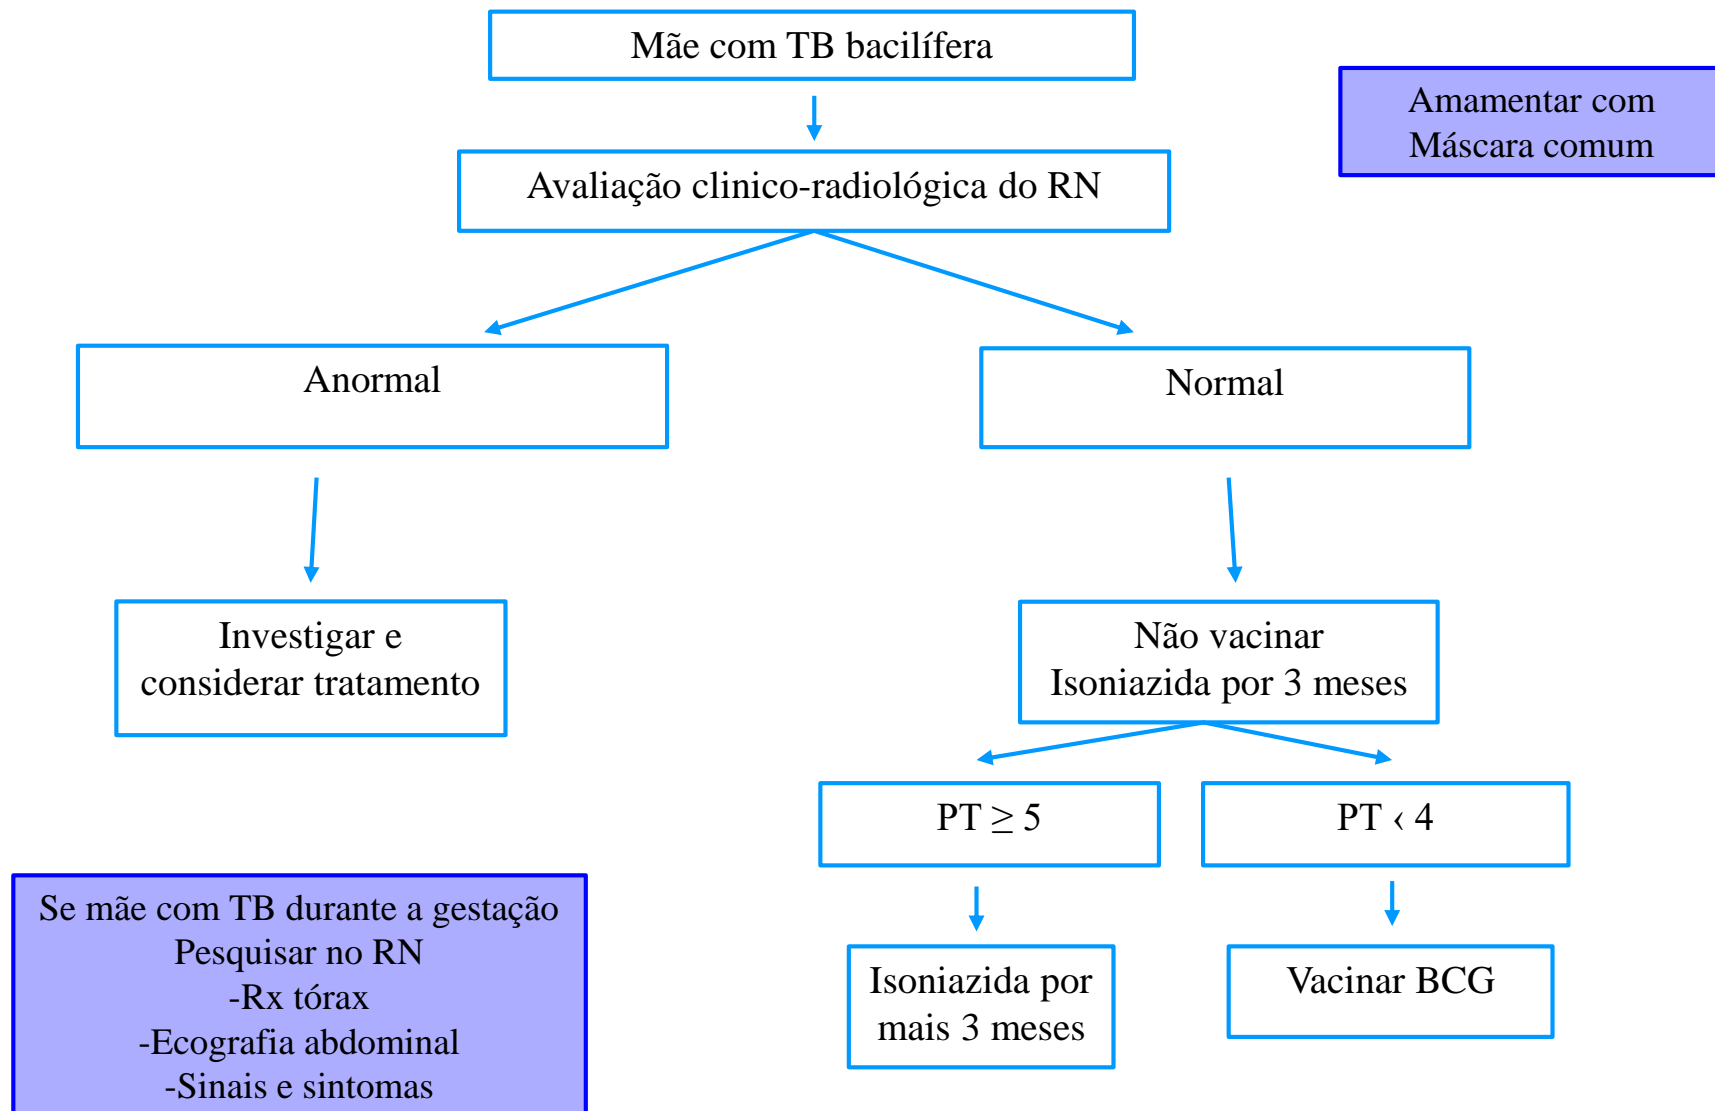 Mãe com TB bacilífera
Amamentar com
Máscara comum
Avaliação clinico-radiológica do RN
Anormal
Normal
Investigar e
considerar tratamento
Não vacinar
Isoniazida por 3 meses
PT ≥ 5
PT ‹ 4
Se mãe com TB durante a gestação
Pesquisar no RN
-Rx tórax
-Ecografia abdominal
-Sinais e sintomas
Isoniazida por
mais 3 meses
Vacinar BCG